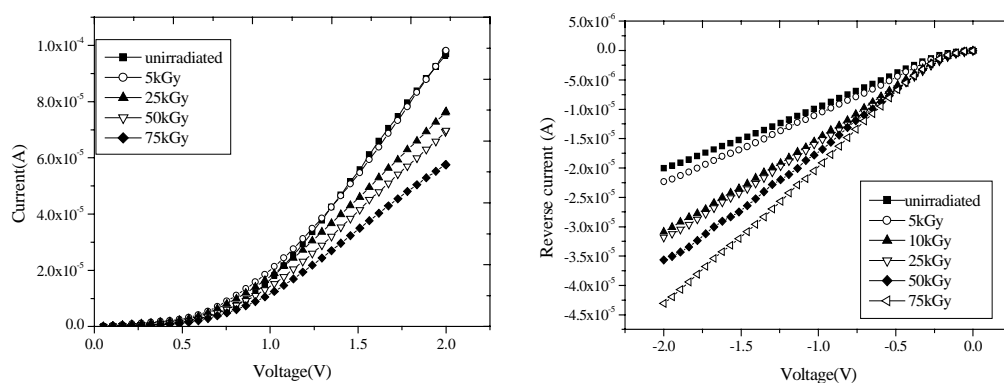 1.0x10⁻⁴
8.0x10⁻⁵
6.0x10⁻⁵
4.0x10⁻⁵
2.0x10⁻⁵
0.0
Current(A)
unirradiated
5kGy
25kGy
50kGy
75kGy
0.0 0.5 1.0 1.5 2.0
Voltage(V)
5.0x10⁻⁶
0.0
-5.0x10⁻⁶
-1.0x10⁻⁵
-1.5x10⁻⁵
-2.0x10⁻⁵
-2.5x10⁻⁵
-3.0x10⁻⁵
-3.5x10⁻⁵
-4.0x10⁻⁵
-4.5x10⁻⁵
Reverse current (A)
unirradiated
5kGy
10kGy
25kGy
50kGy
75kGy
-2.0 -1.5 -1.0 -0.5 0.0
Voltage(V)